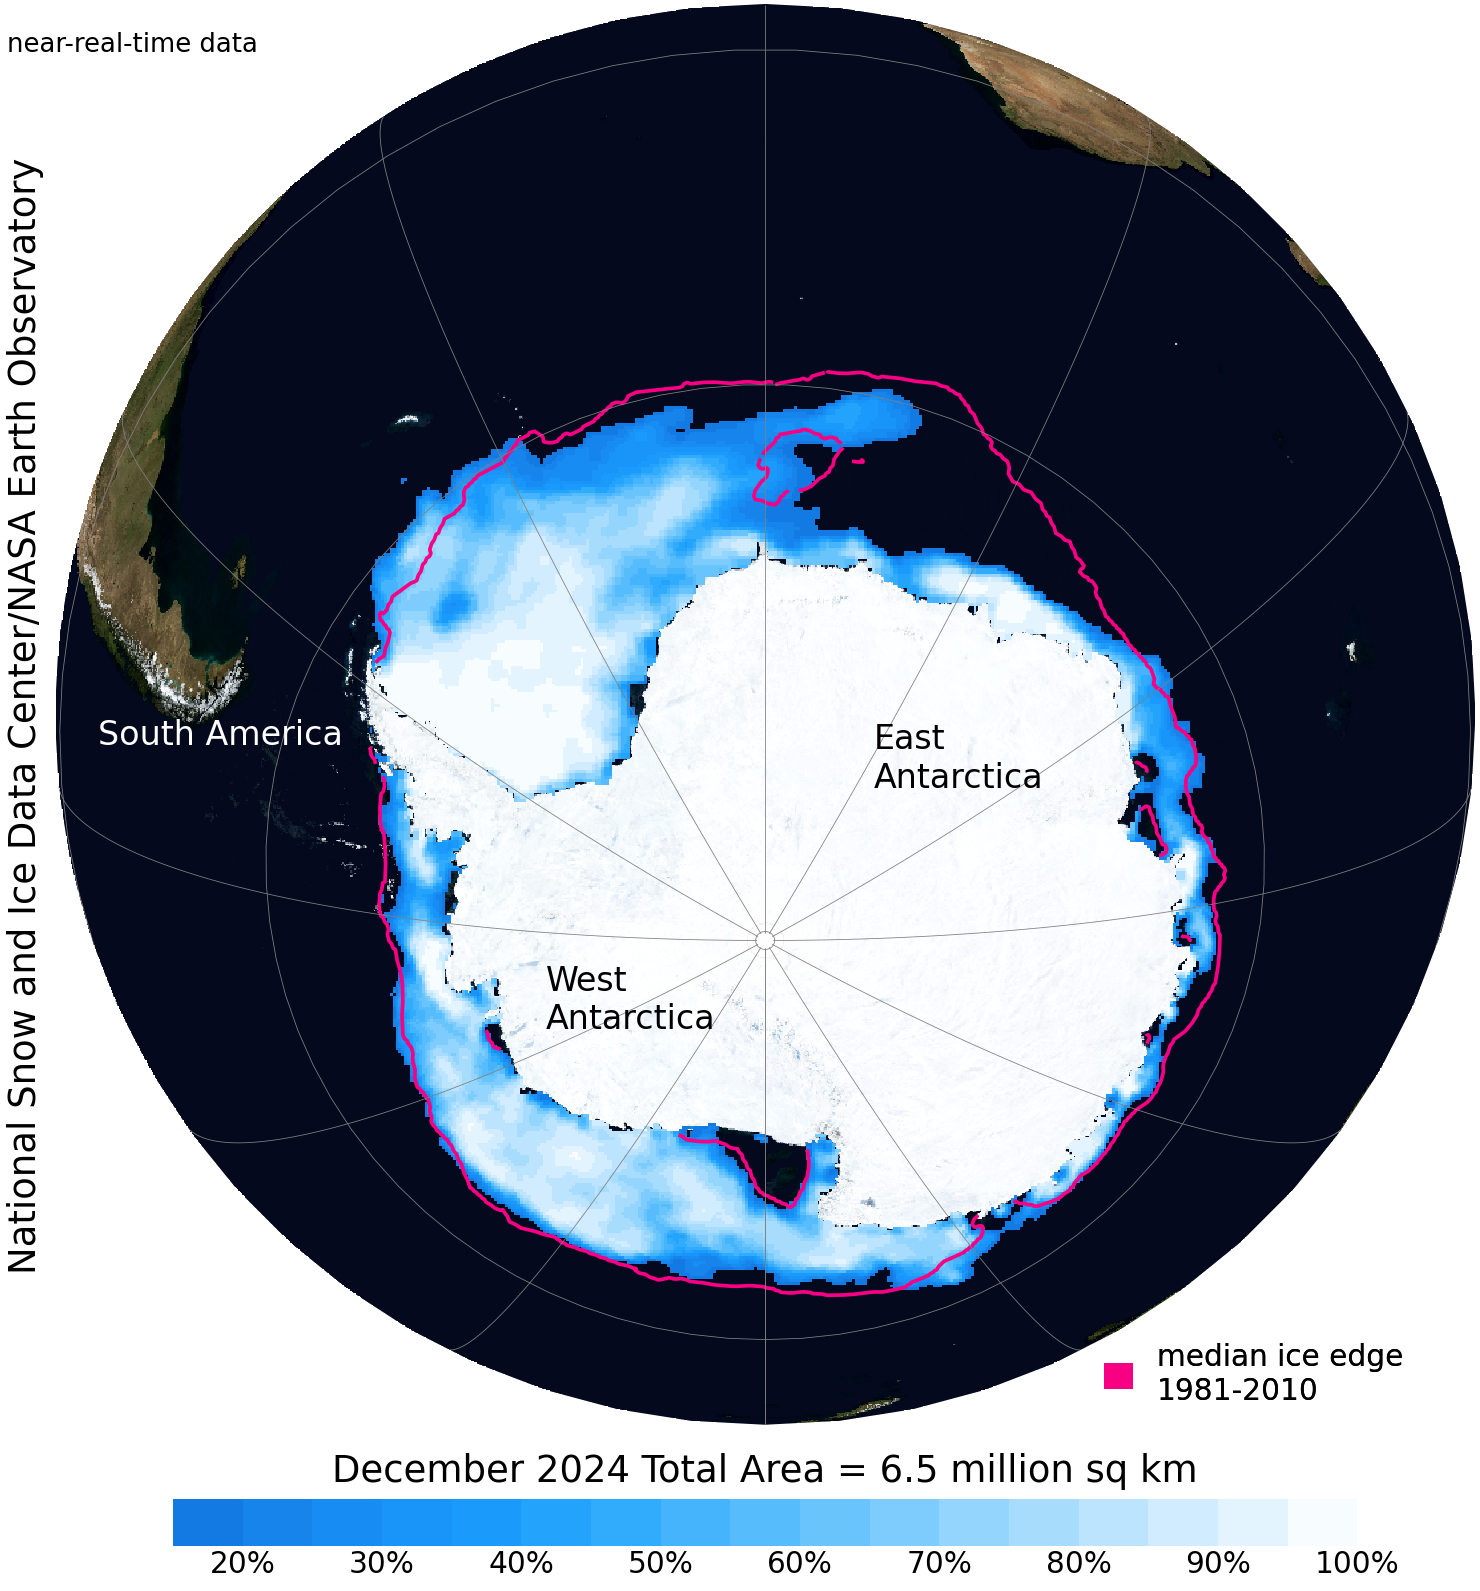 near-real-time data
National Snow and Ice Data Center/NASA Earth Observatory
South America
East
Antarctica
West
Antarctica
median ice edge
1981-2010
December 2024 Total Area = 6.5 million sq km
20% 30% 40% 50% 60% 70% 80% 90% 100%